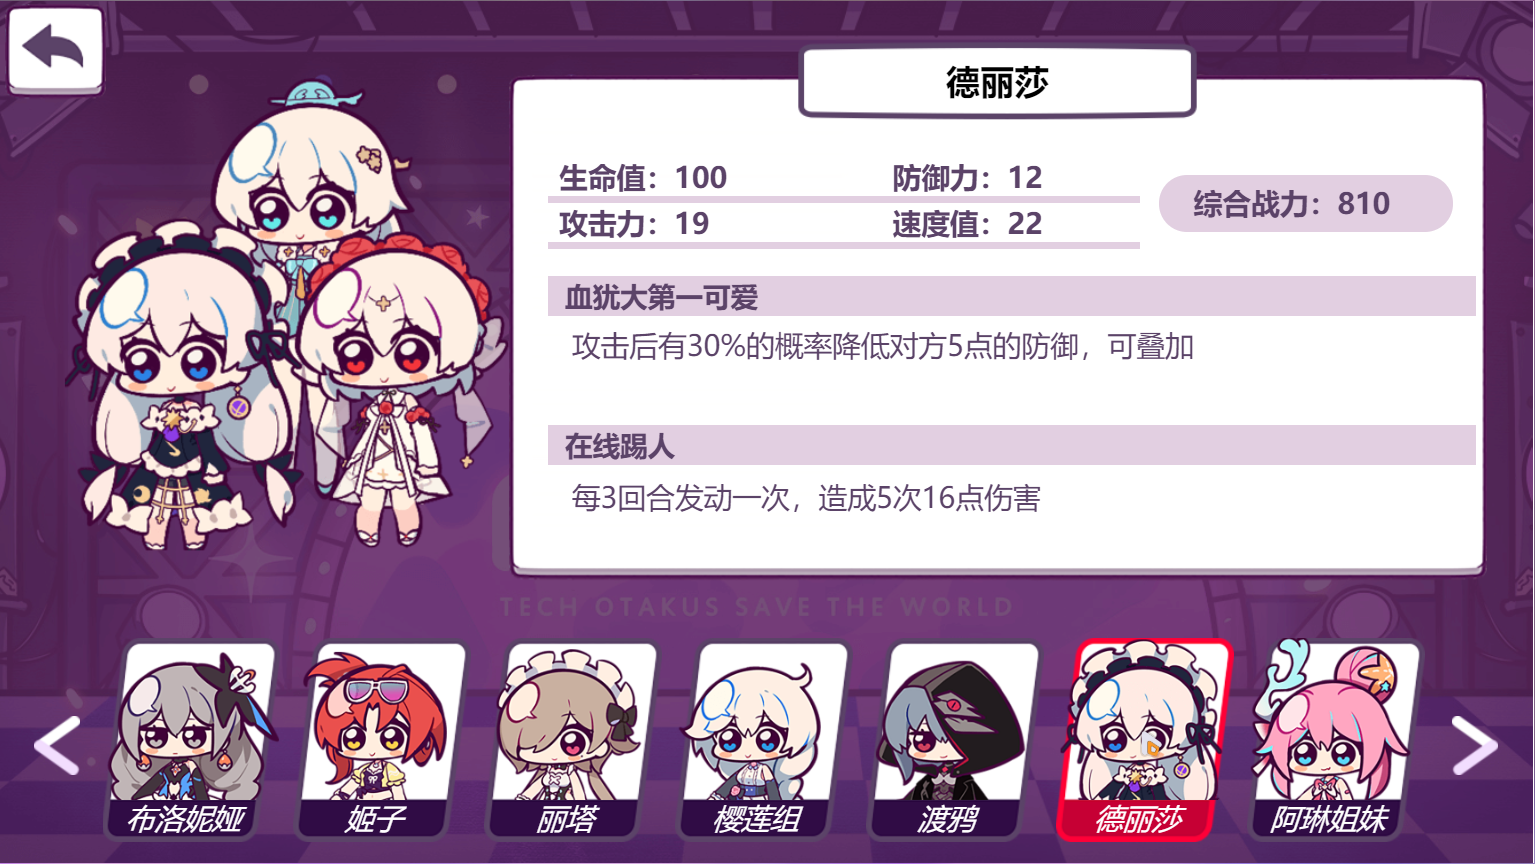 德丽莎
生命值：100
防御力：12
攻击力：19
速度值：22
综合战力：810
血犹大第一可爱
攻击后有30%的概率降低对方5点的防御，可叠加
在线踢人
每3回合发动一次，造成5次16点伤害
TECH OTAKUS SAVE THE WORLD
布洛妮娅
姬子
丽塔
樱莲组
渡鸦
德丽莎
阿琳姐妹